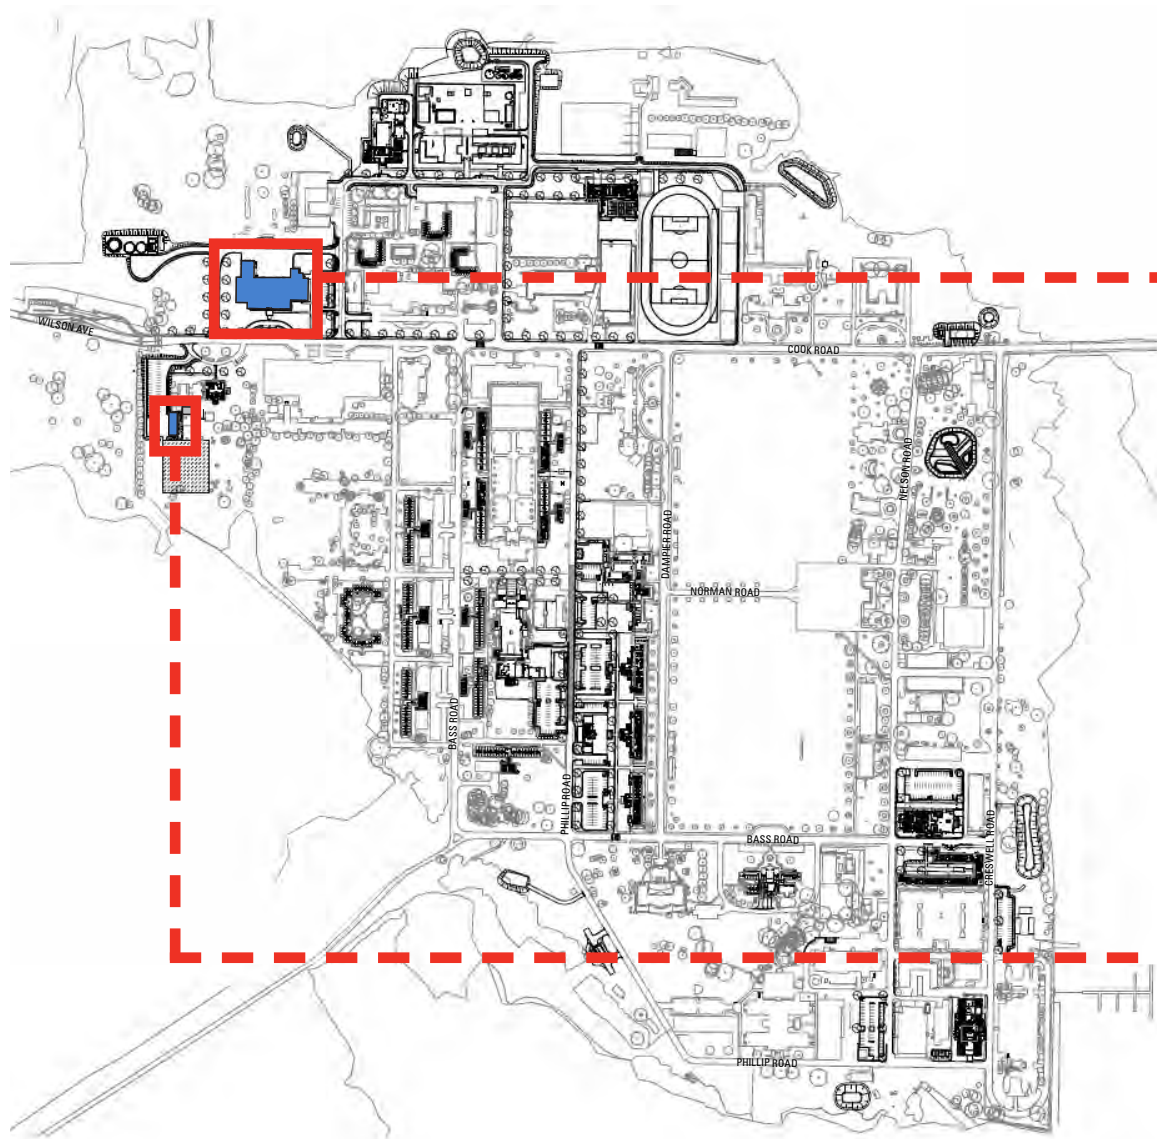 WILSON AVE
COOK ROAD
NELSON ROAD
DAMPIER ROAD
NORMAN ROAD
BASS ROAD
PHILLIP ROAD
BASS ROAD
CRESWELL ROAD
PHILLIP ROAD